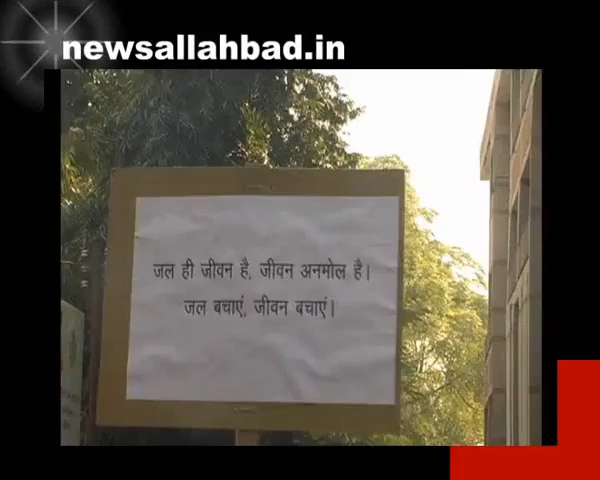 newsallahbad.in
जल ही जीवन है, जीवन अनमोल है।
जल बचाएं, जीवन बचाएं।